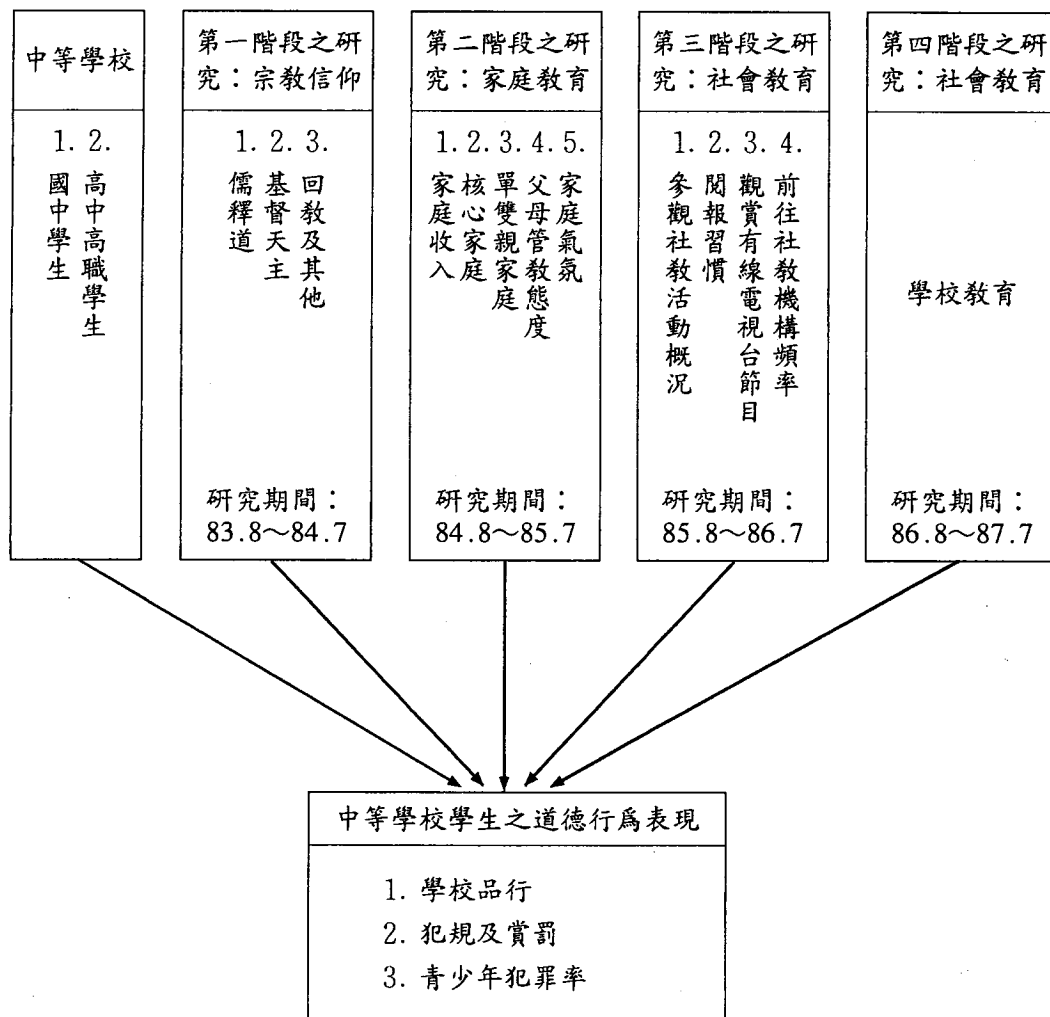 中等學校
1. 2.
國中學生
高中高職學生
第一階段之研
究：宗教信仰
1. 2. 3.
儒釋道
基督天主
回教及其他
研究期間：
83.8～84.7
第二階段之研
究：家庭教育
1. 2. 3. 4. 5.
家庭收入
核心家庭
單雙親家庭
父母管教態度
家庭氣氛
研究期間：
84.8～85.7
第三階段之研
究：社會教育
1. 2. 3. 4.
參觀社教活動概況
閱報習慣
觀賞有線電視台節目
前往社教機構頻率
研究期間：
85.8～86.7
第四階段之研
究：社會教育
學校教育
研究期間：
86.8～87.7
中等學校學生之道德行爲表現
1. 學校品行
2. 犯規及賞罰
3. 青少年犯罪率